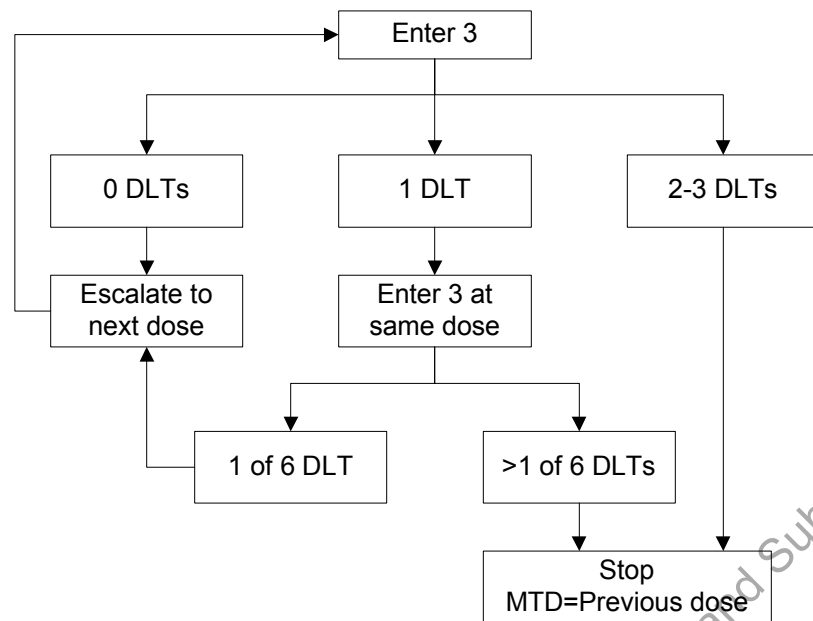 Enter 3
0 DLTs
1 DLT
2-3 DLTs
Escalate to
next dose
Enter 3 at
same dose
1 of 6 DLT
>1 of 6 DLTs
Stop
MTD=Previous dose
and